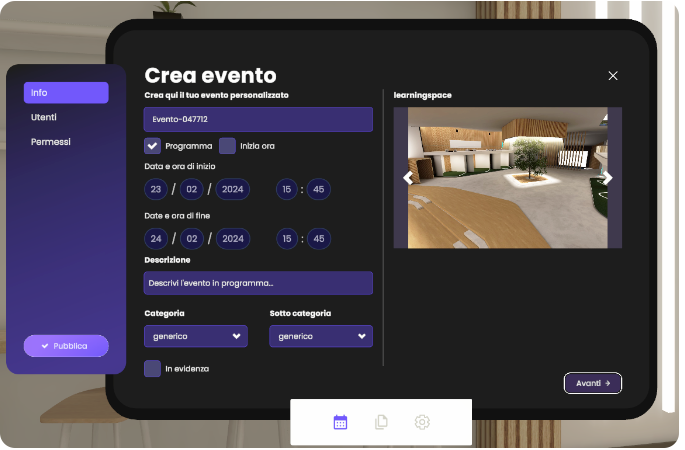 Info
Utenti
Permessi
Pubblica
Crea evento
Crea qui il tuo evento personalizzato
Evento-047712
Programma Inizia ora
Data e ora di inizio
23 / 02 / 2024 15 : 45
Date e ora di fine
24 / 02 / 2024 15 : 45
Descrizione
Descrivi l'evento in programma...
Categoria Sotto categoria
generico generico
In evidenza
learningspace
Avanti →